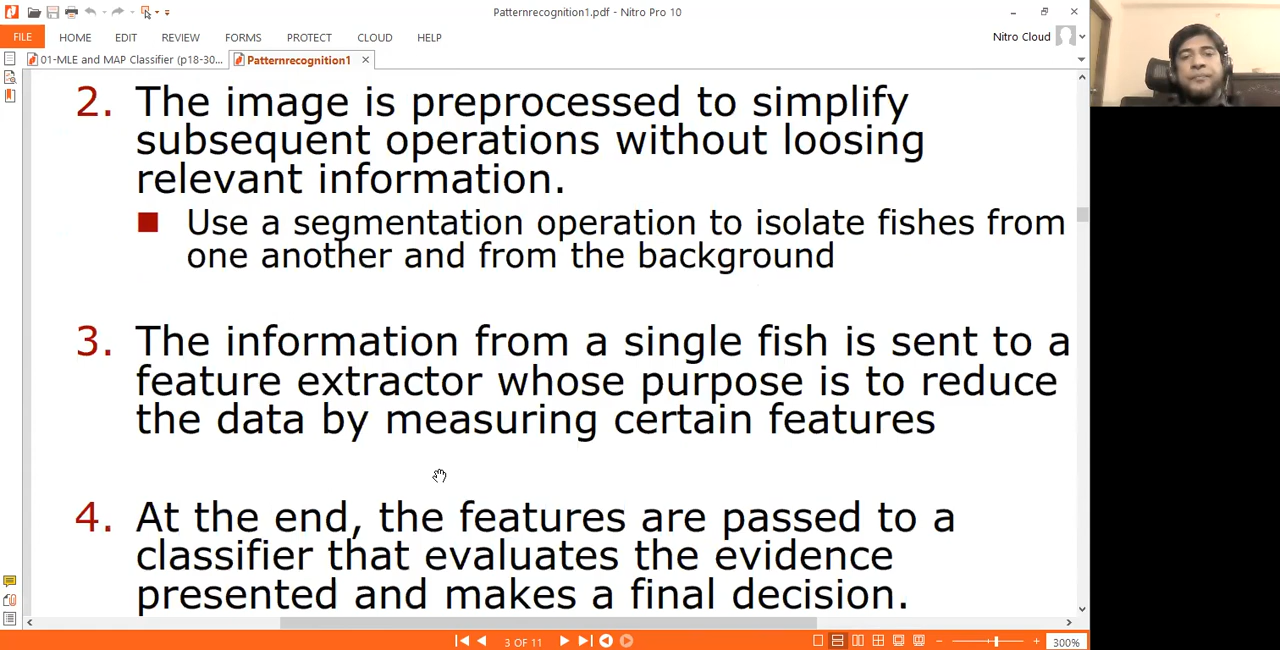 Patternrecognition1.pdf - Nitro Pro 10
FILE HOME EDIT REVIEW FORMS PROTECT CLOUD HELP
Nitro Cloud
01-MLE and MAP Classifier (p18-30... Patternrecognition1
2. The image is preprocessed to simplify
subsequent operations without loosing
relevant information.
Use a segmentation operation to isolate fishes from
one another and from the background
3. The information from a single fish is sent to a
feature extractor whose purpose is to reduce
the data by measuring certain features
4. At the end, the features are passed to a
classifier that evaluates the evidence
presented and makes a final decision.
3 OF 11
300%